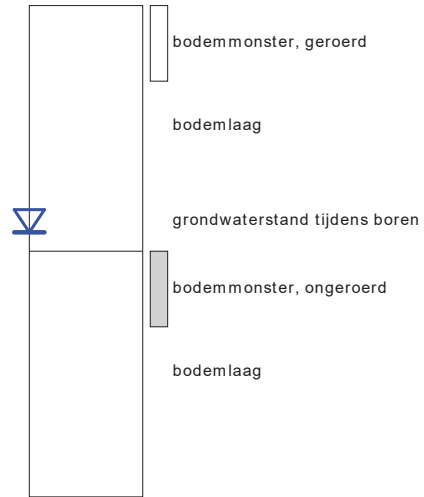 bodemmonster, geroerd
bodemlaag
grondwaterstand tijdens boren
bodemmonster, ongeroerd
bodemlaag